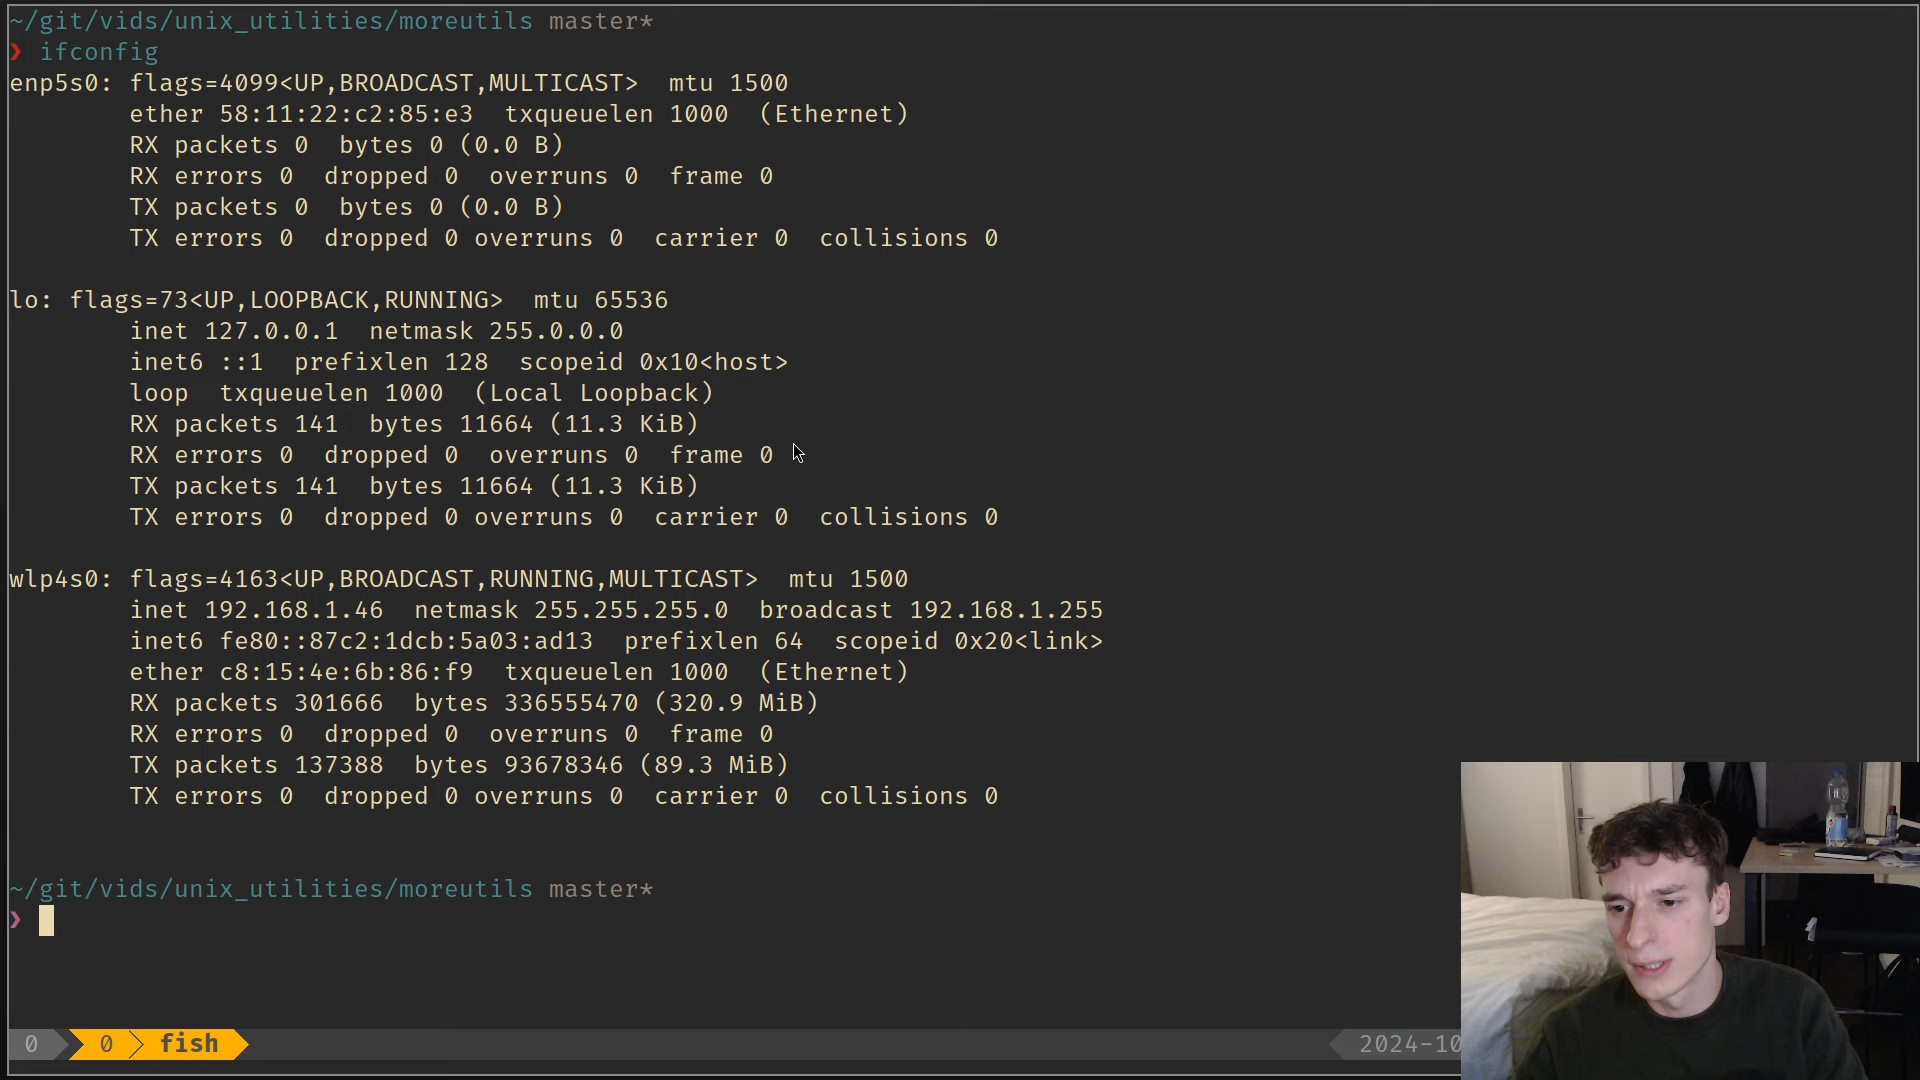 ~/git/vids/unix_utilities/moreutils master*
❯ ifconfig
enp5s0: flags=4099<UP,BROADCAST,MULTICAST>  mtu 1500
        ether 58:11:22:c2:85:e3  txqueuelen 1000  (Ethernet)
        RX packets 0  bytes 0 (0.0 B)
        RX errors 0  dropped 0  overruns 0  frame 0
        TX packets 0  bytes 0 (0.0 B)
        TX errors 0  dropped 0 overruns 0  carrier 0  collisions 0

lo: flags=73<UP,LOOPBACK,RUNNING>  mtu 65536
        inet 127.0.0.1  netmask 255.0.0.0
        inet6 ::1  prefixlen 128  scopeid 0x10<host>
        loop  txqueuelen 1000  (Local Loopback)
        RX packets 141  bytes 11664 (11.3 KiB)
        RX errors 0  dropped 0  overruns 0  frame 0
        TX packets 141  bytes 11664 (11.3 KiB)
        TX errors 0  dropped 0 overruns 0  carrier 0  collisions 0

wlp4s0: flags=4163<UP,BROADCAST,RUNNING,MULTICAST>  mtu 1500
        inet 192.168.1.46  netmask 255.255.255.0  broadcast 192.168.1.255
        inet6 fe80::87c2:1dcb:5a03:ad13  prefixlen 64  scopeid 0x20<link>
        ether c8:15:4e:6b:86:f9  txqueuelen 1000  (Ethernet)
        RX packets 301666  bytes 336555470 (320.9 MiB)
        RX errors 0  dropped 0  overruns 0  frame 0
        TX packets 137388  bytes 93678346 (89.3 MiB)
        TX errors 0  dropped 0 overruns 0  carrier 0  collisions 0

~/git/vids/unix_utilities/moreutils master*
❯
0 0 fish 2024-10